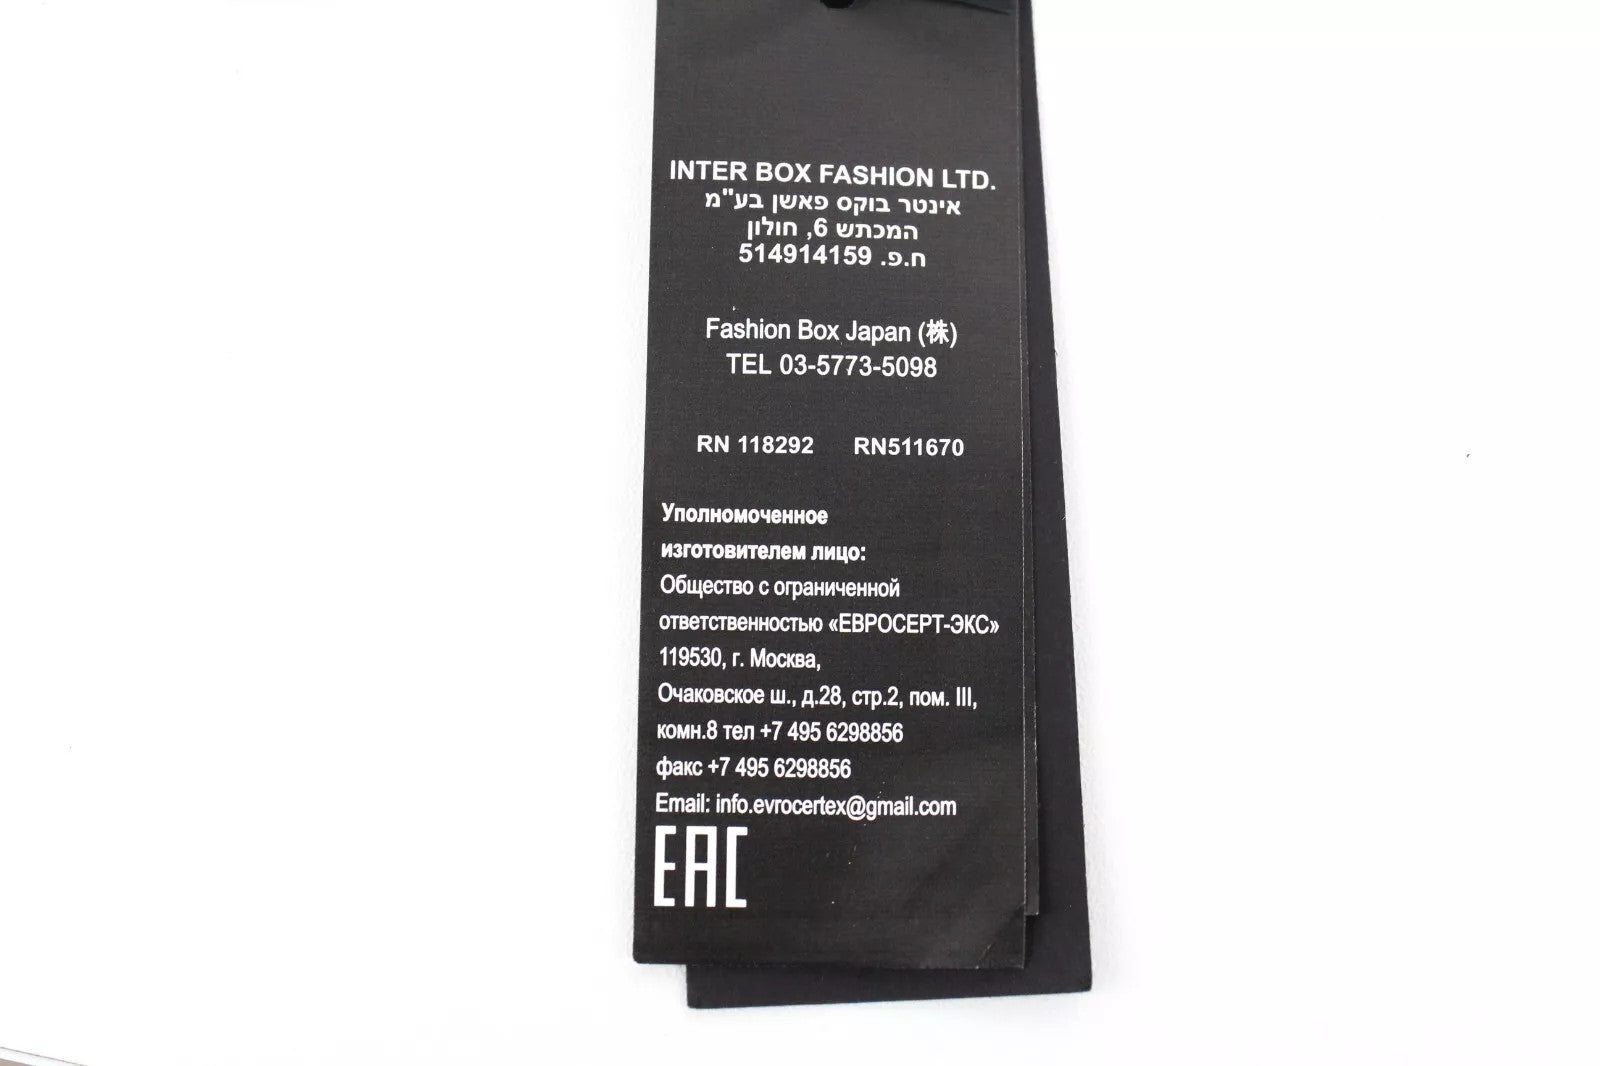 INTER BOX FASHION LTD.
אינטר בוקס פאשן בע"מ
המכתש 6, חולון
ח.פ. 514914159
Fashion Box Japan (株)
TEL 03-5773-5098
RN 118292 RN511670
Уполномоченное
изготовителем лицо:
Общество с ограниченной
ответственностью «ЕВРОСЕРТ-ЭКС»
119530, г. Москва,
Очаковское ш., д.28, стр.2, пом. III,
комн.8 тел +7 495 6298856
факс +7 495 6298856
Email: info.evrocertex@gmail.com
EAC